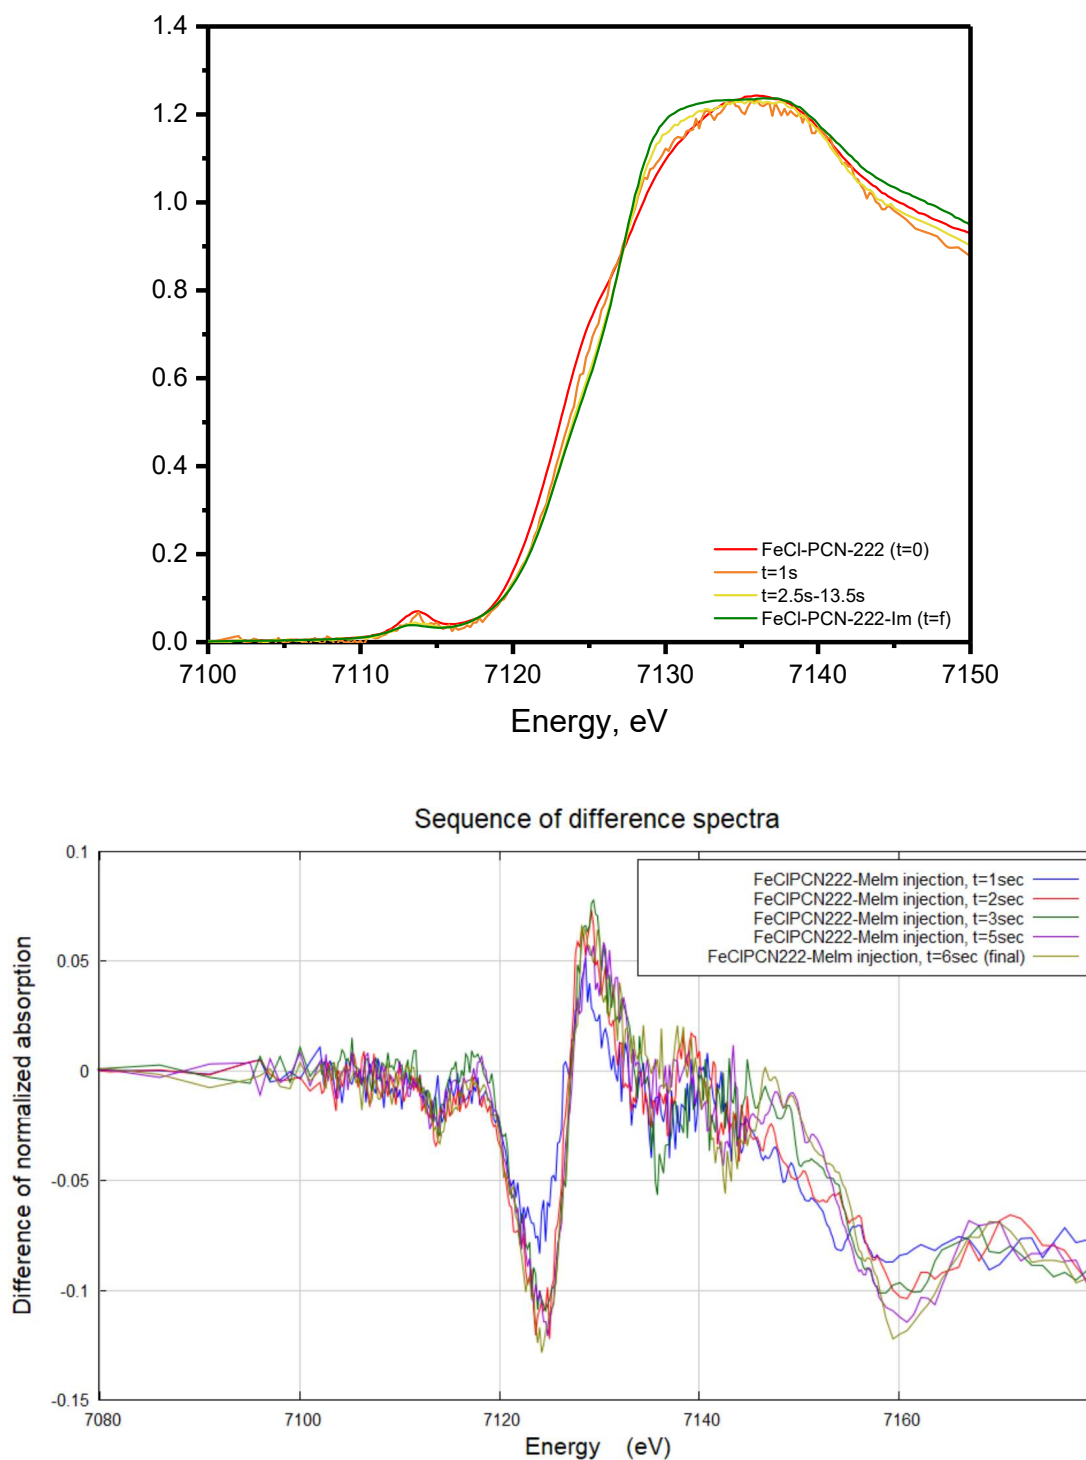 1.4
1.2
1.0
0.8
0.6
0.4
0.2
0.0
FeCl-PCN-222 (t=0)
t=1s
t=2.5s-13.5s
FeCl-PCN-222-Im (t=f)
7100 7110 7120 7130 7140 7150
Energy, eV
Sequence of difference spectra
0.1
FeClPCN222-MeIm injection, t=1sec
FeClPCN222-MeIm injection, t=2sec
FeClPCN222-MeIm injection, t=3sec
FeClPCN222-MeIm injection, t=5sec
FeClPCN222-MeIm injection, t=6sec (final)
0.05
0
-0.05
-0.1
-0.15
Difference of normalized absorption
7080 7100 7120 7140 7160
Energy (eV)